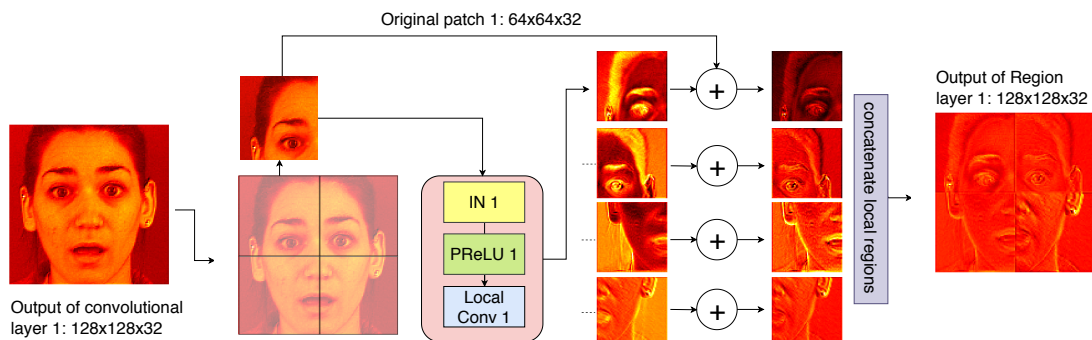 Original patch 1: 64x64x32
Output of convolutional
layer 1: 128x128x32
IN 1
PReLU 1
Local
Conv 1
+
+
+
+
concatenate local regions
Output of Region
layer 1: 128x128x32